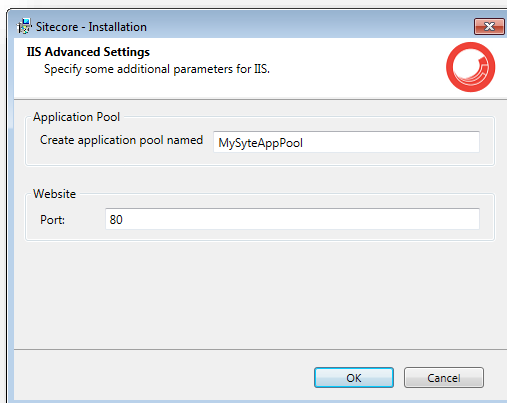 Sitecore - Installation
IIS Advanced Settings
Specify some additional parameters for IIS.
Application Pool
Create application pool named MySyteAppPool
Website
Port: 80
OK Cancel